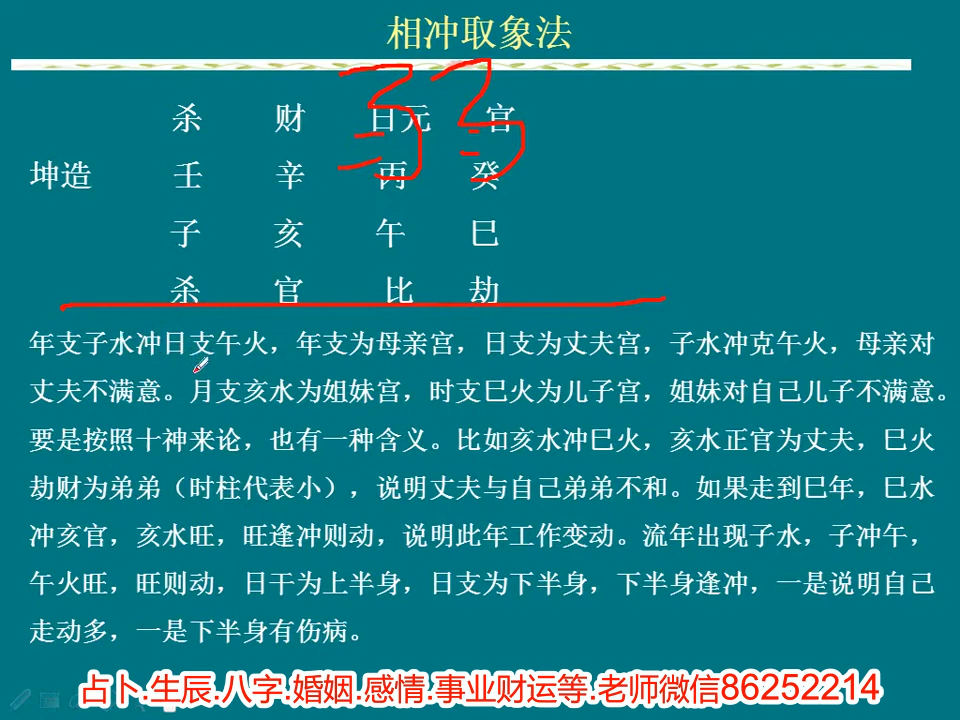 相冲取象法
杀 财 日元 官
坤造 壬 辛 丙 癸
子 亥 午 巳
杀 官 比 劫
年支子水冲日支午火，年支为母亲宫，日支为丈夫宫，子水冲克午火，母亲对
丈夫不满意。月支亥水为姐妹宫，时支巳火为儿子宫，姐妹对自己儿子不满意。
要是按照十神来论，也有一种含义。比如亥水冲巳火，亥水正官为丈夫，巳火
劫财为弟弟（时柱代表小），说明丈夫与自己弟弟不和。如果走到巳年，巳水
冲亥官，亥水旺，旺逢冲则动，说明此年工作变动。流年出现子水，子冲午，
午火旺，旺则动，日干为上半身，日支为下半身，下半身逢冲，一是说明自己
走动多，一是下半身有伤病。
占卜.生辰.八字.婚姻.感情.事业财运等.老师微信86252214